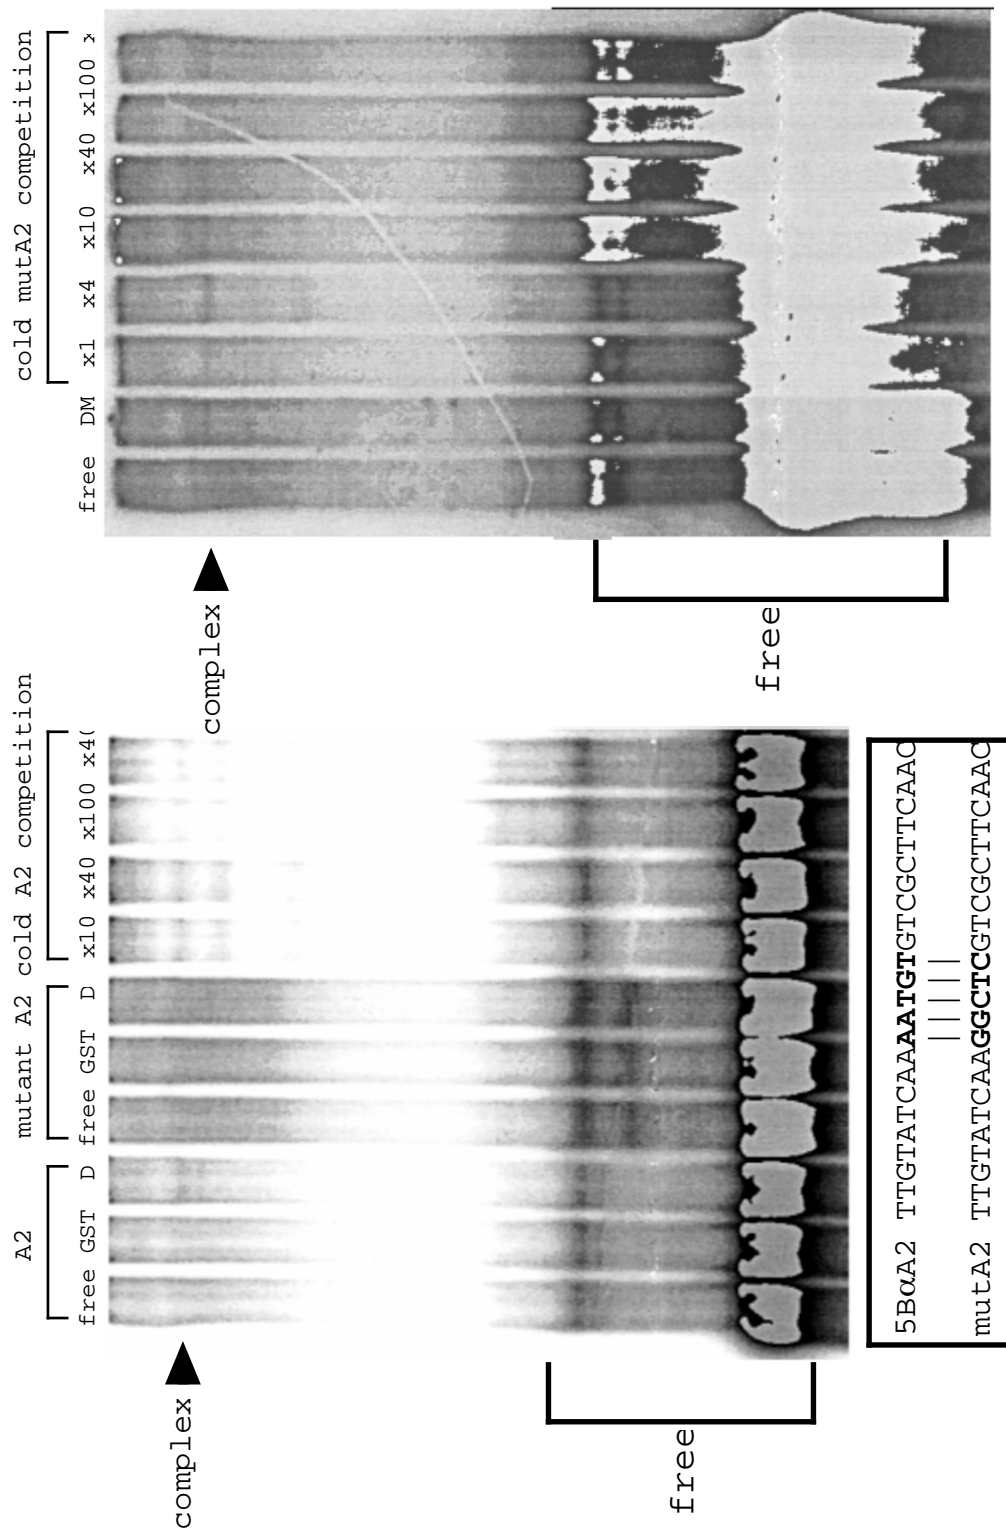 cold mutA2 competition
free DM x1 x4 x10 x40 x100 x
complex
free
A2 mutant A2 cold A2 competition
free GST D free GST D x10 x40 x100 x4
complex
free
5BαA2 TTGTATCAAAATGTGTCGCTTCAAC
mutA2 TTGTATCAAGGCTCGTCGCTTCAAC